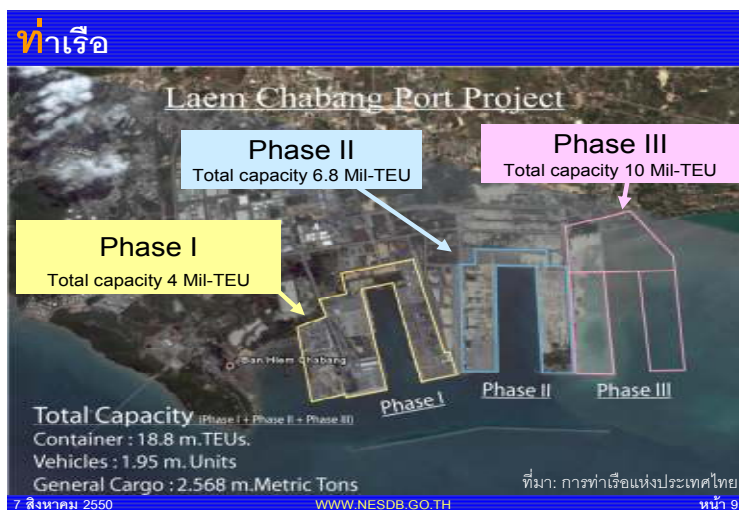 ท่าเรือ
Laem Chabang Port Project
Phase III
Total capacity 10 Mil-TEU
Phase II
Total capacity 6.8 Mil-TEU
Phase I
Total capacity 4 Mil-TEU
Phase I
Phase II
Phase III
Total Capacity (Phase I + Phase II + Phase III)
Container : 18.8 m.TEUs.
Vehicles : 1.95 m. Units
General Cargo : 2.568 m.Metric Tons
ที่มา: การท่าเรือแห่งประเทศไทย
7 สิงหาคม 2550
WWW.NESDB.GO.TH
หน้า 9